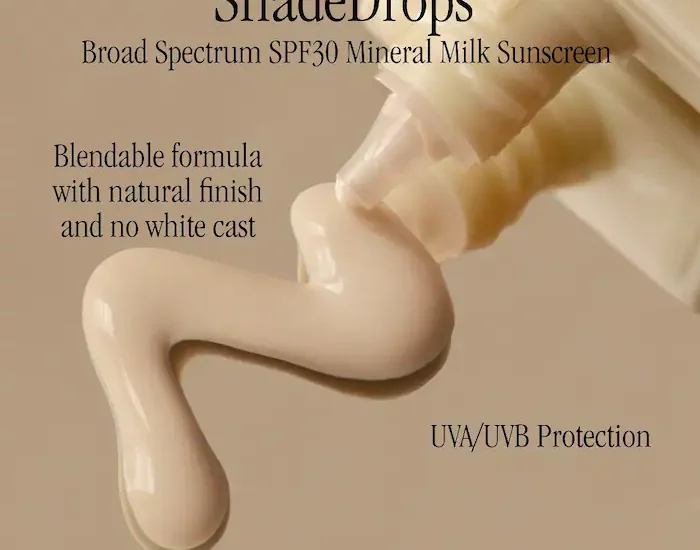 ShadeDrops
Broad Spectrum SPF30 Mineral Milk Sunscreen
Blendable formula
with natural finish
and no white cast
UVA/UVB Protection